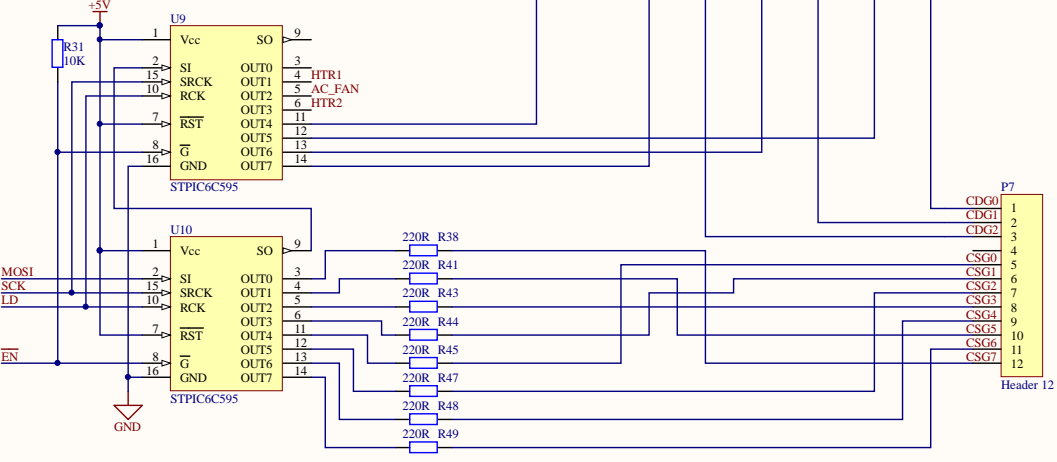 +5V
R31
10K
U9
1 Vcc SO 9
2 SI OUT0 3
15 SRCK OUT1 4 HTR1
10 RCK OUT2 5 AC_FAN
OUT3 6 HTR2
7 RST OUT4 11
OUT5 12
8 G OUT6 13
16 GND OUT7 14
STPIC6C595
U10
1 Vcc SO 9
MOSI 2 SI OUT0 3
SCK 15 SRCK OUT1 4
LD 10 RCK OUT2 5
OUT3 6
7 RST OUT4 11
OUT5 12
EN 8 G OUT6 13
16 GND OUT7 14
STPIC6C595
GND
220R R38
220R R41
220R R43
220R R44
220R R45
220R R47
220R R48
220R R49
P7
CDG0 1
CDG1 2
CDG2 3
4
CSG0 5
CSG1 6
CSG2 7
CSG3 8
CSG4 9
CSG5 10
CSG6 11
CSG7 12
Header 12